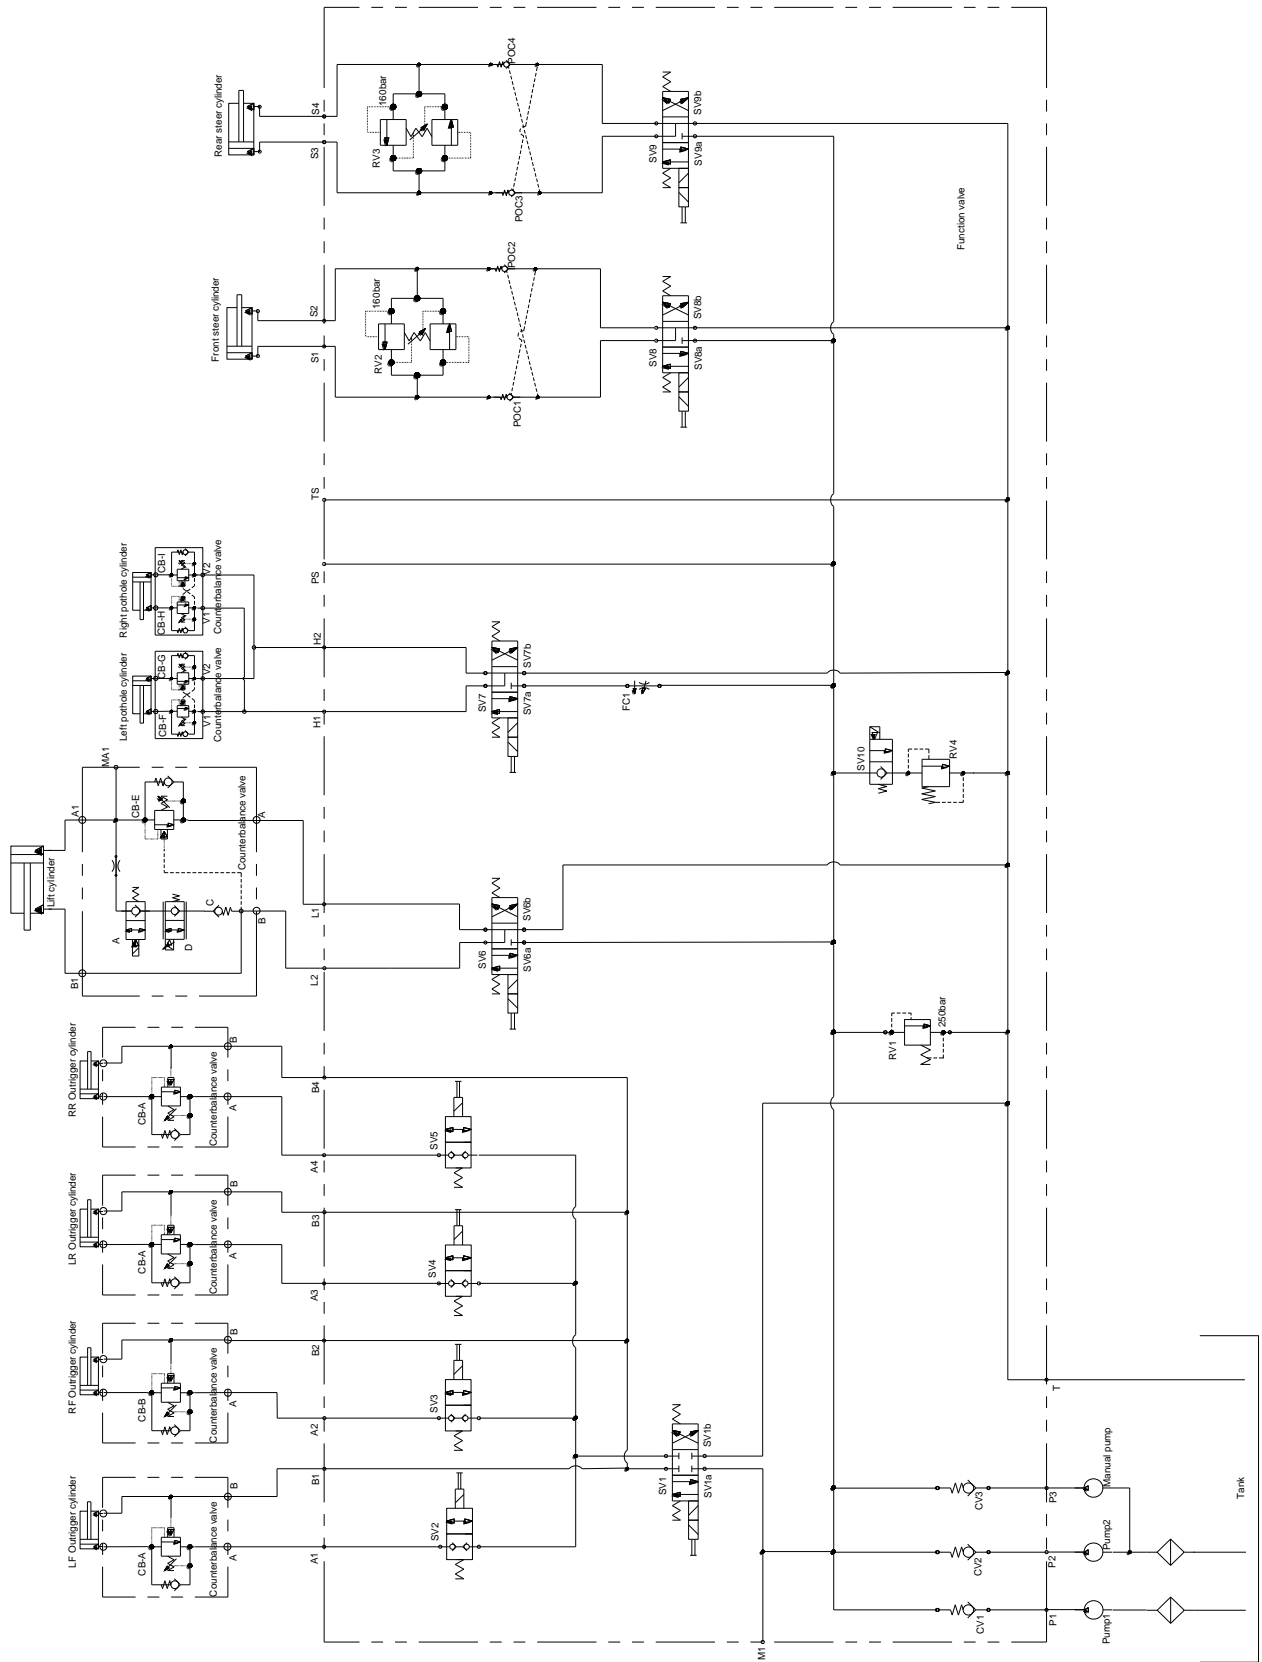 LF Outrigger cylinder
RF Outrigger cylinder
LR Outrigger cylinder
RR Outrigger cylinder
Lift cylinder
Left pothole cylinder
Right pothole cylinder
Front steer cylinder
Rear steer cylinder
CB-A
Counterbalance valve
A
B
CB-B
Counterbalance valve
A
B
CB-A
Counterbalance valve
A
B
CB-A
Counterbalance valve
A
B
B1
A1
MA1
A
D
C
CB-E
Counterbalance valve
B
A
CB-F
CB-G
V1
V2
Counterbalance valve
CB-H
CB-I
V1
V2
Counterbalance valve
A1
B1
A2
B2
A3
B3
A4
B4
L2
L1
H1
H2
PS
TS
S1
S2
S3
S4
RV2
160bar
RV3
160bar
POC1
POC2
POC3
POC4
SV2
SV3
SV4
SV5
SV6
SV6a
SV6b
SV7
SV7a
SV7b
FC1
SV8
SV8a
SV8b
SV9
SV9a
SV9b
SV1
SV1a
SV1b
RV1
250bar
SV10
RV4
Function valve
M1
CV1
CV2
CV3
P1
P2
P3
T
Pump1
Pump2
Manual pump
Tank